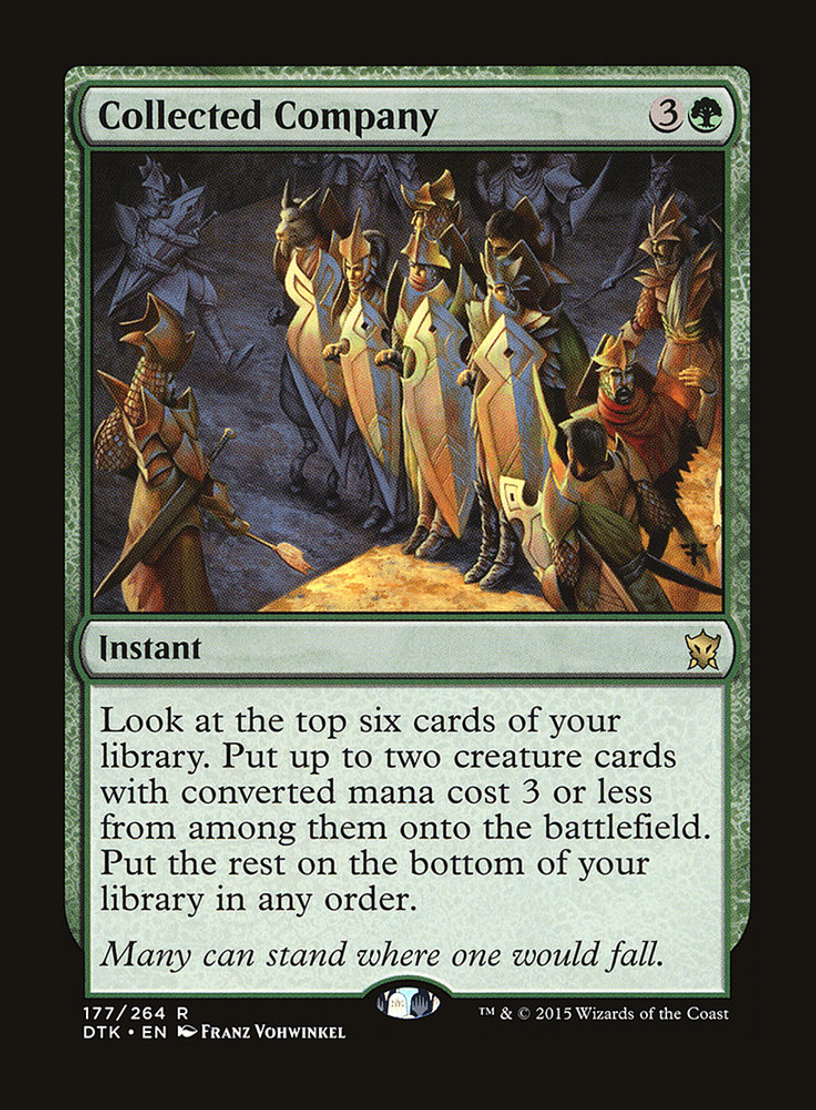 Collected Company 3
Instant
Look at the top six cards of your
library. Put up to two creature cards
with converted mana cost 3 or less
from among them onto the battlefield.
Put the rest on the bottom of your
library in any order.
Many can stand where one would fall.
177/264 R
DTK • EN Franz Vohwinkel
™ & © 2015 Wizards of the Coast